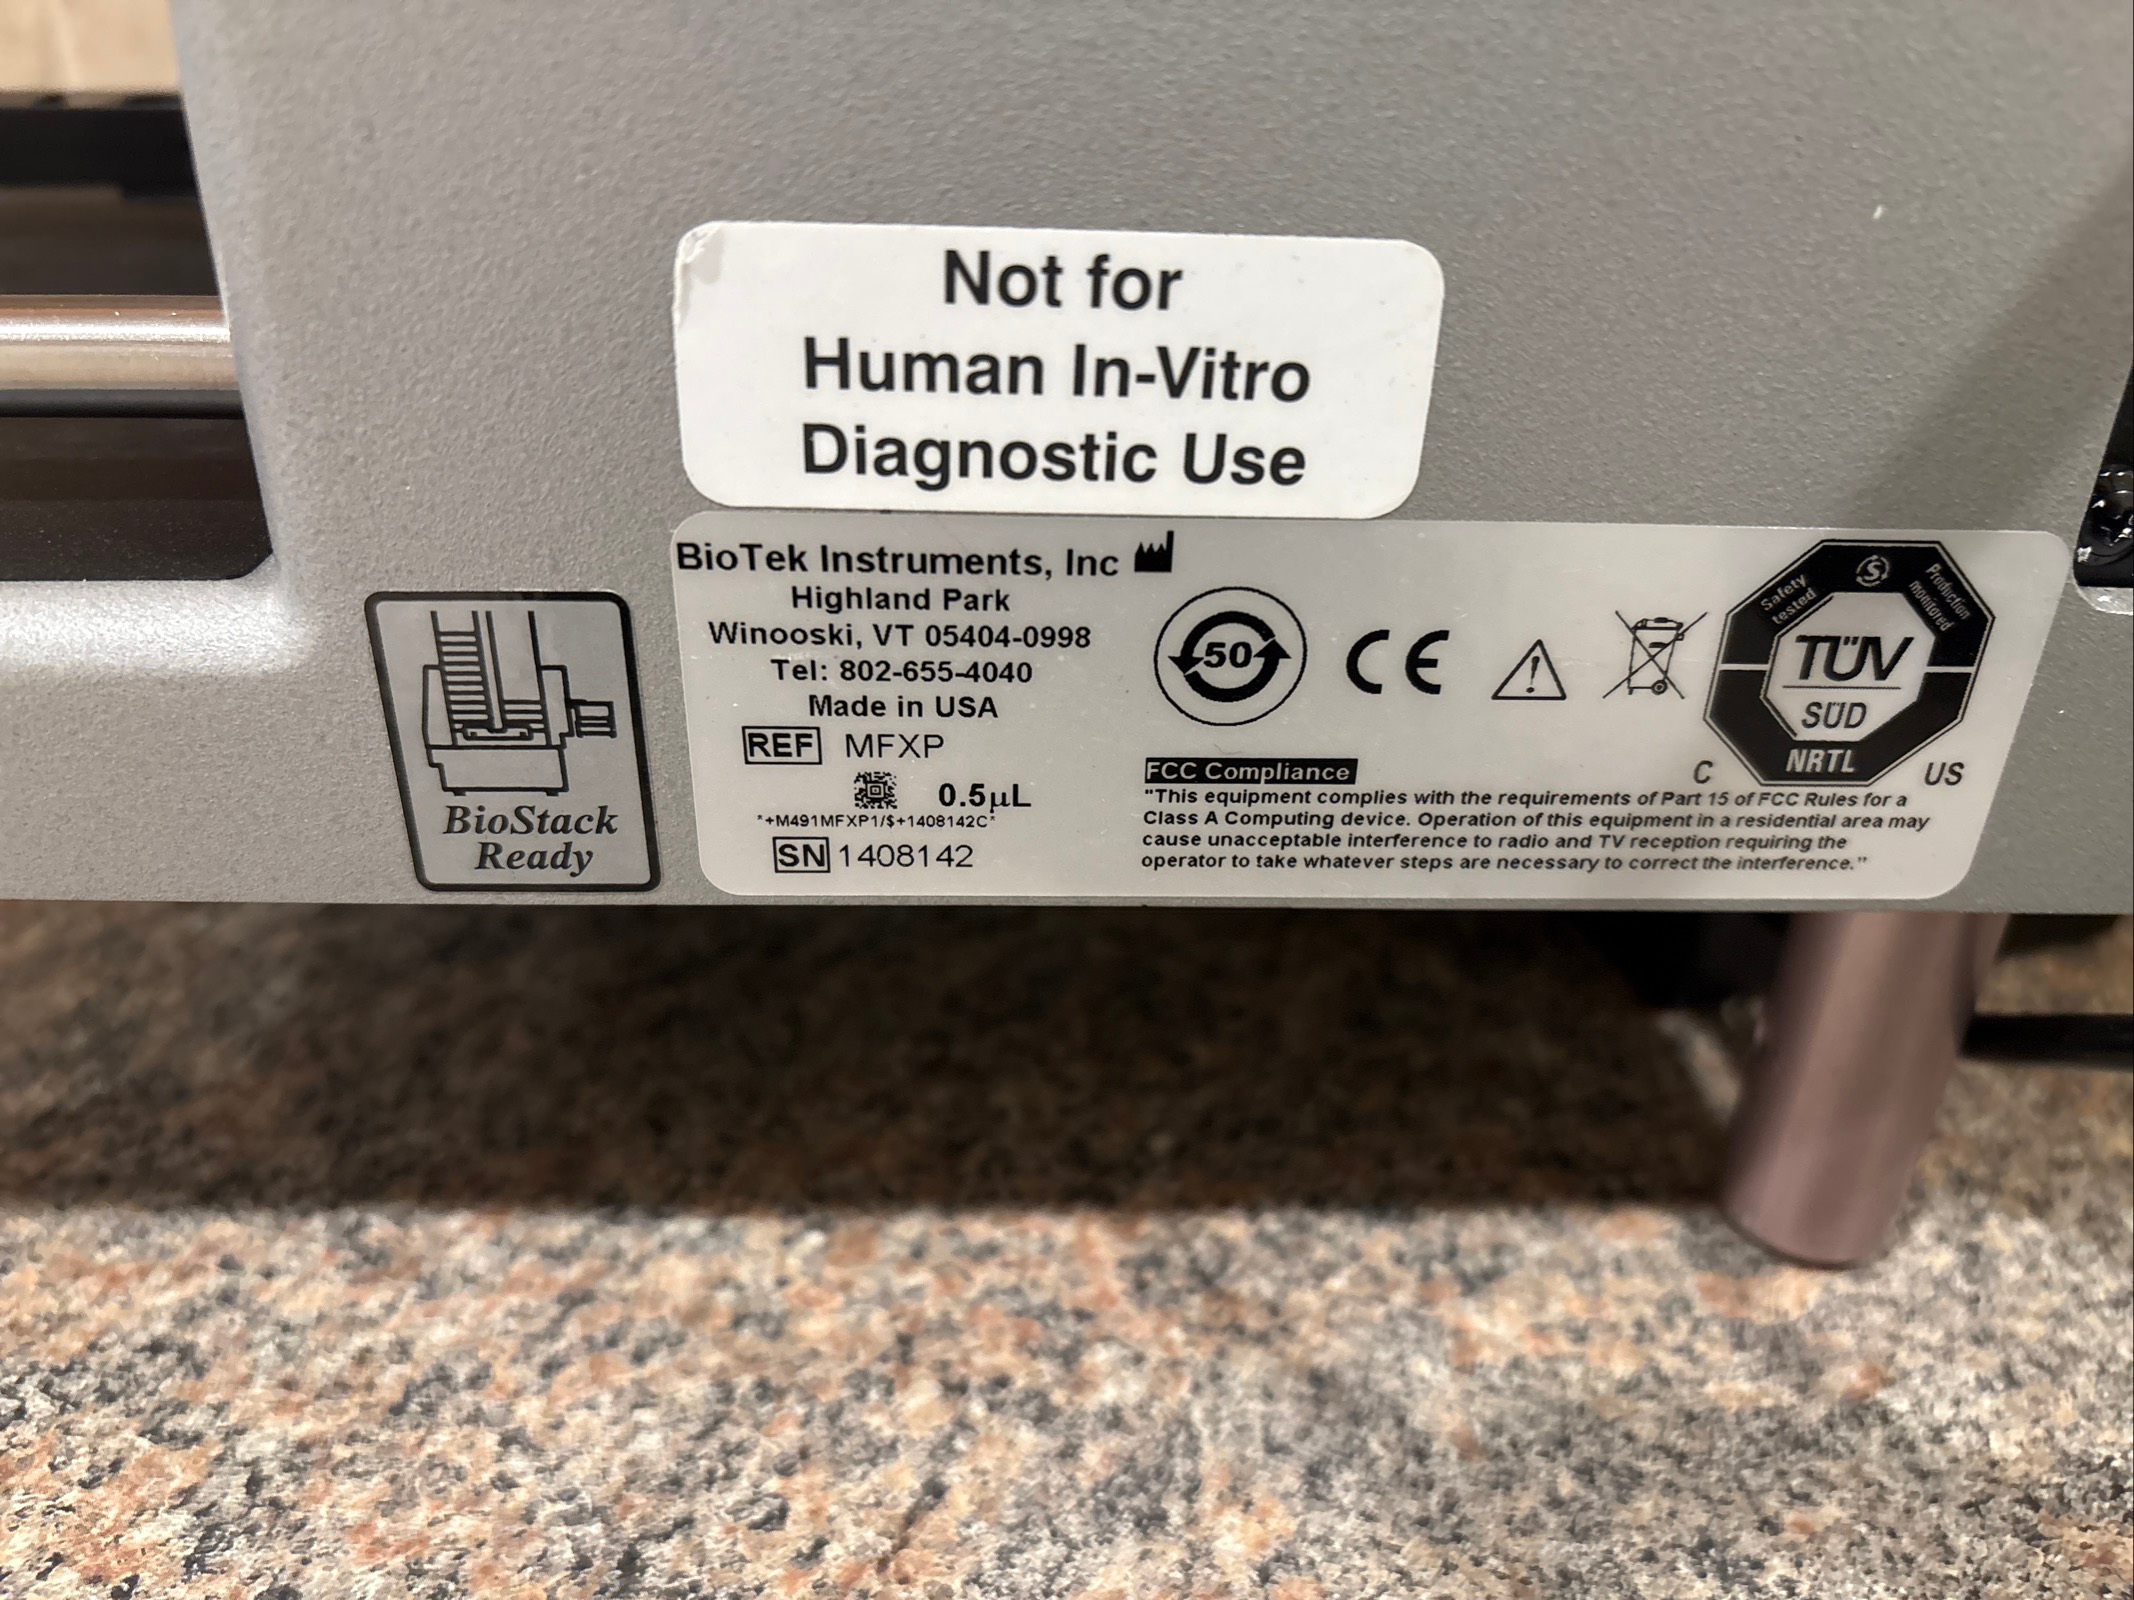 Not for
Human In-Vitro
Diagnostic Use
BioTek Instruments, Inc
Highland Park
Winooski, VT 05404-0998
Tel: 802-655-4040
Made in USA
REF MFXP
0.5µL
*+M491MFXP1/$+1408142C*
SN 1408142
50
CE
Safety
tested
S
Production
monitored
TÜV
SÜD
NRTL
C US
FCC Compliance
"This equipment complies with the requirements of Part 15 of FCC Rules for a
Class A Computing device. Operation of this equipment in a residential area may
cause unacceptable interference to radio and TV reception requiring the
operator to take whatever steps are necessary to correct the interference."
BioStack
Ready